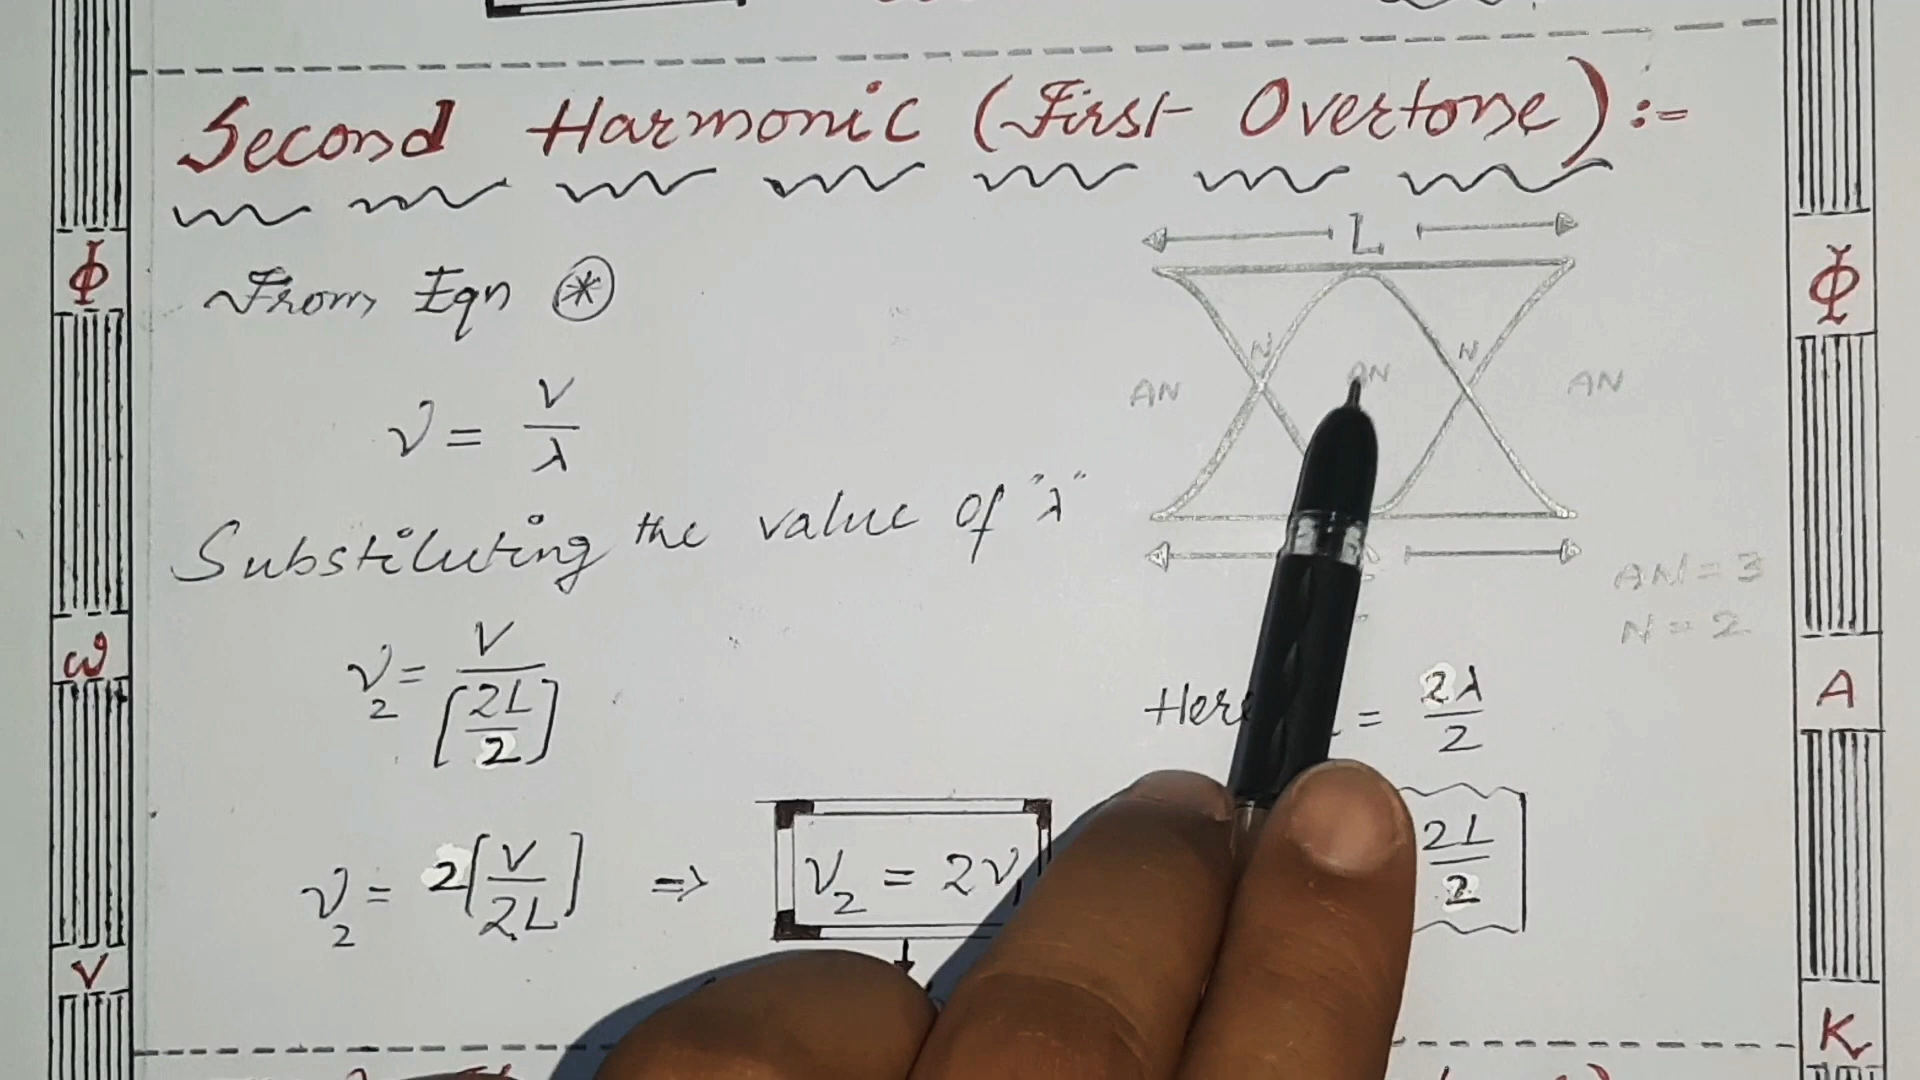 Second Harmonic (First Overtone) :-
From Eqn ⊛
L
ν = V/λ
N
N
AN
AN
AN
Substituting the value of "λ"
AN = 3
N = 2
ν₂ = V/[2L/2]
= 2λ/2
ν₂ = 2[V/2L] ⇒ ν₂ = 2ν
2L/2
Φ
ω
V
Φ
A
K